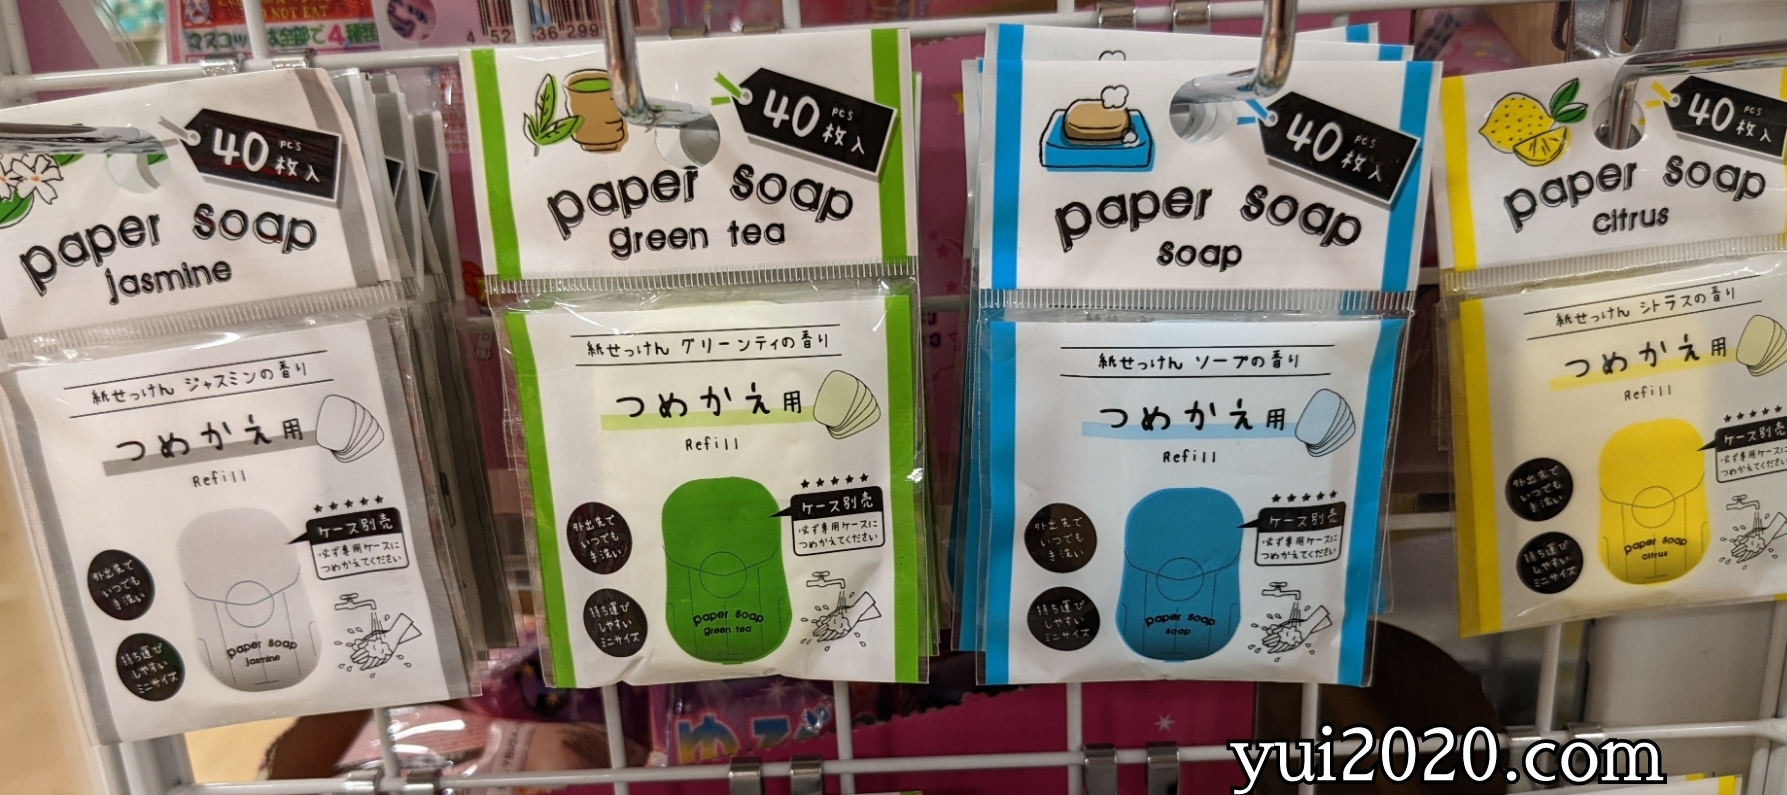 マスコット 全部で4種類
NOT EAT
40 PCS 枚入
paper soap
jasmine
紙せっけん ジャスミンの香り
つめかえ用
Refill
ケース別売
必ず専用ケースに
つめかえてください
外出先で
いつでも
手洗い
持ち運び
しやすい
ミニサイズ
paper soap
jasmine
40 PCS 枚入
paper soap
green tea
紙せっけん グリーンティの香り
つめかえ用
Refill
ケース別売
必ず専用ケースに
つめかえてください
外出先で
いつでも
手洗い
持ち運び
しやすい
ミニサイズ
paper soap
green tea
40 PCS 枚入
paper soap
soap
紙せっけん ソープの香り
つめかえ用
Refill
ケース別売
必ず専用ケースに
つめかえてください
外出先で
いつでも
手洗い
持ち運び
しやすい
ミニサイズ
paper soap
soap
40 PCS 枚入
paper soap
citrus
紙せっけん シトラスの香り
つめかえ用
Refill
ケース別売
必ず専用ケースに
つめかえてください
外出先で
いつでも
手洗い
持ち運び
しやすい
ミニサイズ
paper soap
citrus
yui2020.com